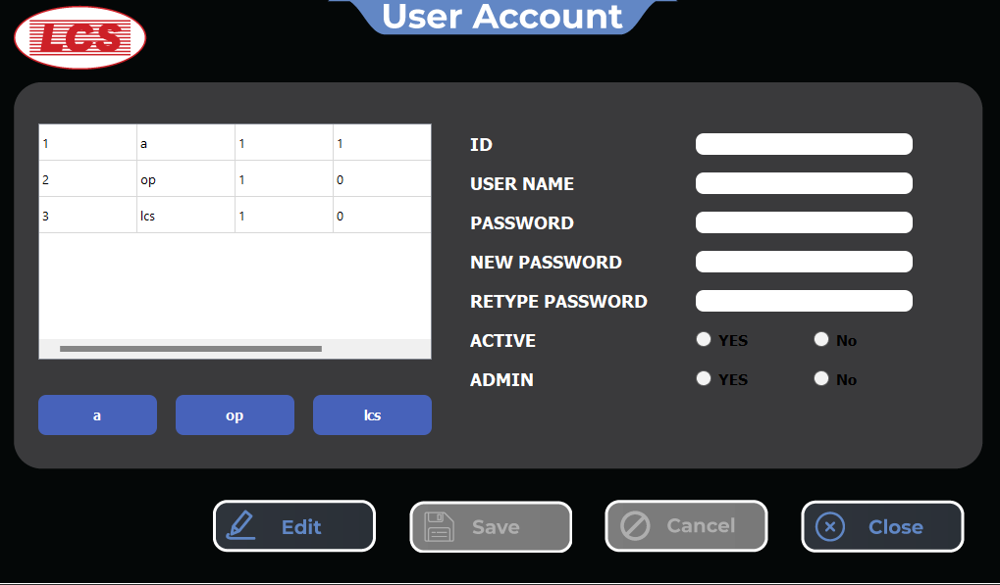 User Account
LCS
1 a 1 1
2 op 1 0
3 lcs 1 0
ID
USER NAME
PASSWORD
NEW PASSWORD
RETYPE PASSWORD
ACTIVE YES No
ADMIN YES No
a op lcs
Edit Save Cancel Close